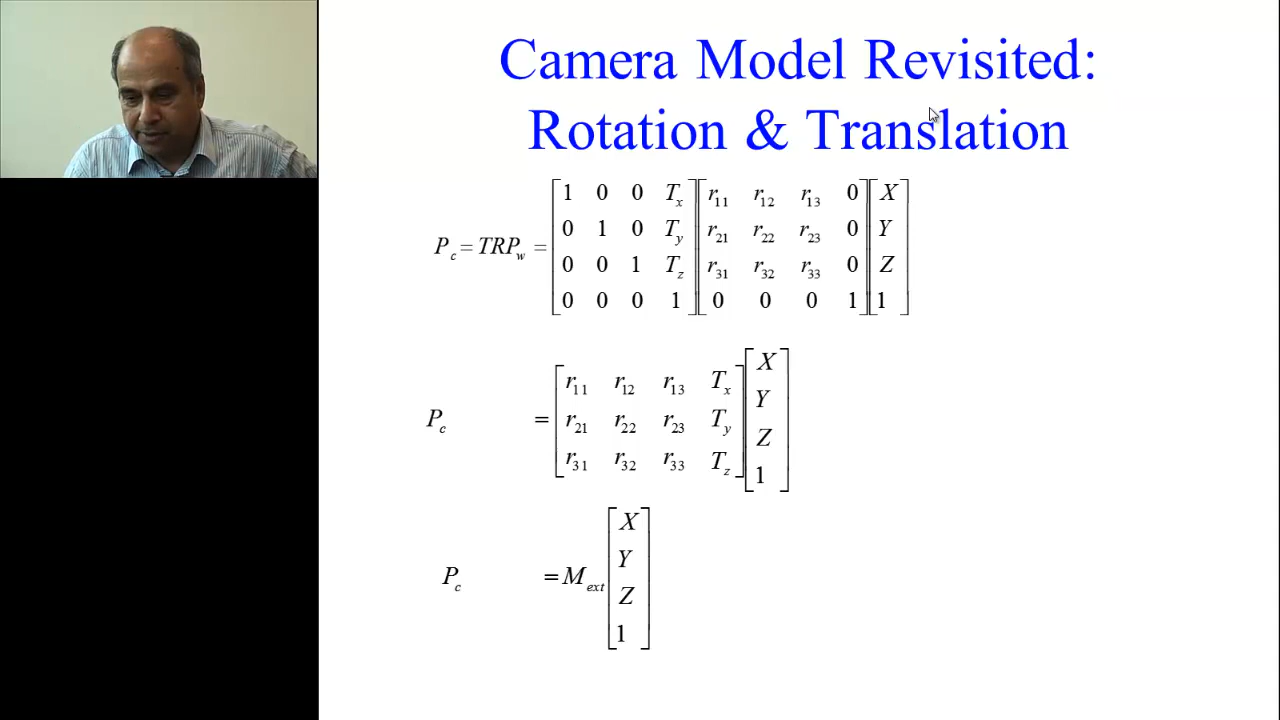 Camera Model Revisited:
Rotation & Translation
P_c = TRP_w = [1 0 0 T_x; 0 1 0 T_y; 0 0 1 T_z; 0 0 0 1] [r_11 r_12 r_13 0; r_21 r_22 r_23 0; r_31 r_32 r_33 0; 0 0 0 1] [X; Y; Z; 1]
P_c = [r_11 r_12 r_13 T_x; r_21 r_22 r_23 T_y; r_31 r_32 r_33 T_z] [X; Y; Z; 1]
P_c = M_ext [X; Y; Z; 1]